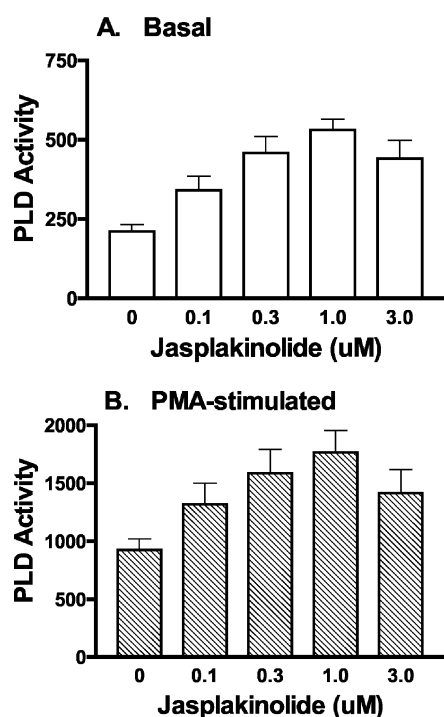 A. Basal
750
500
250
0
PLD Activity
0 0.1 0.3 1.0 3.0
Jasplakinolide (uM)
B. PMA-stimulated
2000
1500
1000
500
0
PLD Activity
0 0.1 0.3 1.0 3.0
Jasplakinolide (uM)